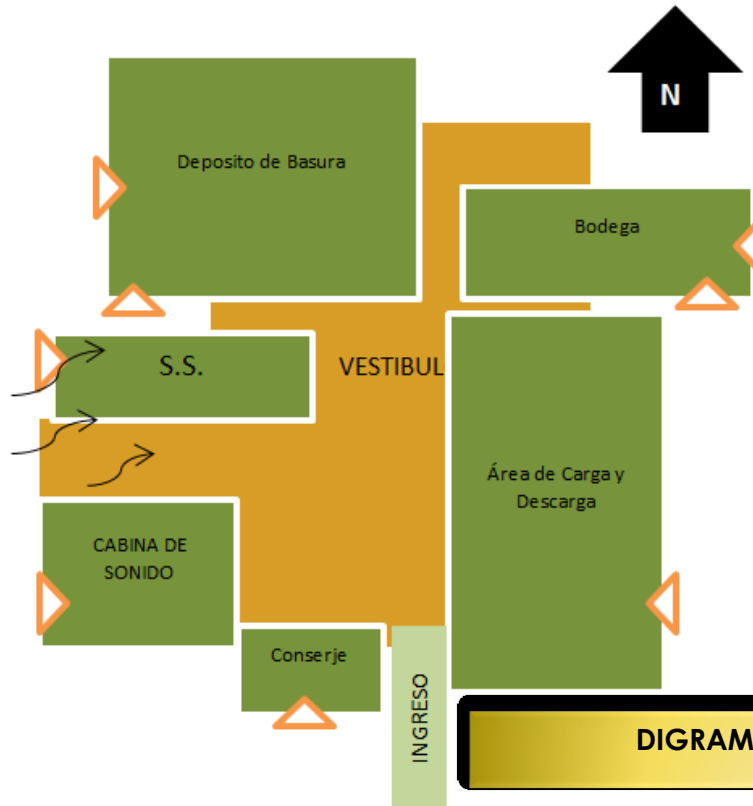 N
Deposito de Basura
Bodega
S.S.
VESTIBUL
Área de Carga y
Descarga
CABINA DE
SONIDO
Conserje
INGRESO
DIGRAM